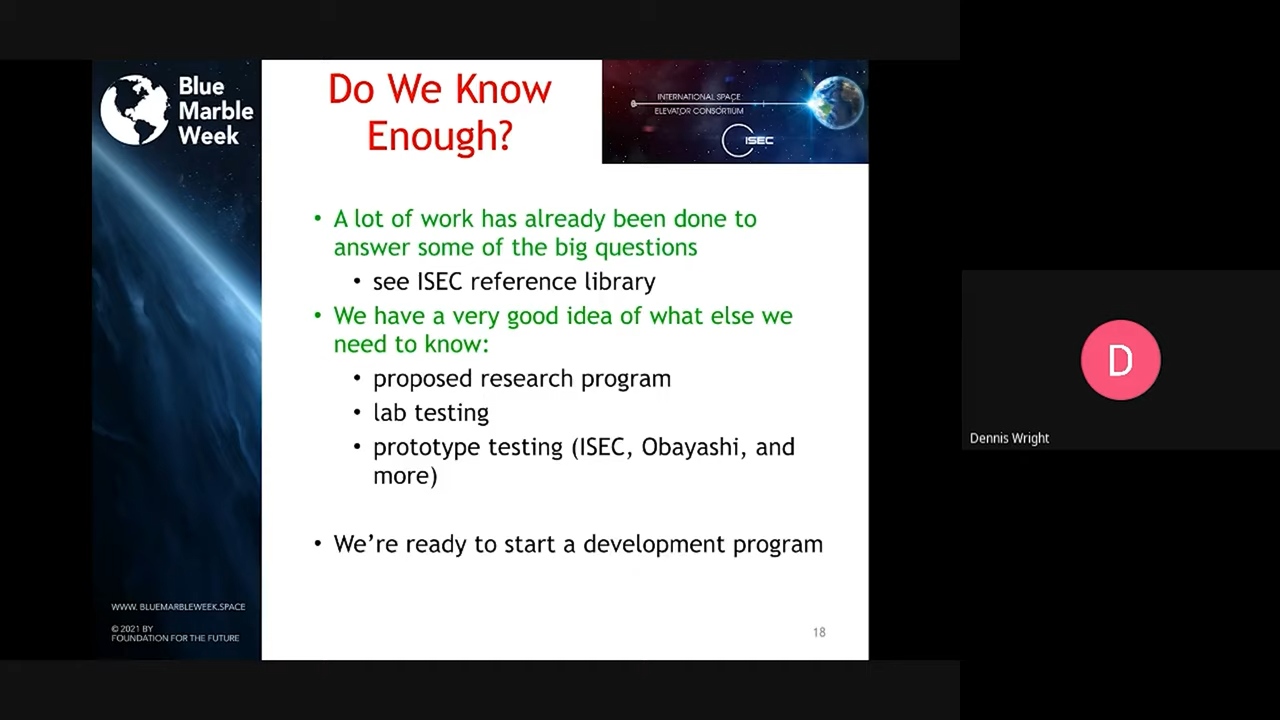 Blue
Marble
Week
Do We Know
Enough?
INTERNATIONAL SPACE
ELEVATOR CONSORTIUM
ISEC
• A lot of work has already been done to
answer some of the big questions
• see ISEC reference library
• We have a very good idea of what else we
need to know:
• proposed research program
• lab testing
• prototype testing (ISEC, Obayashi, and
more)
• We’re ready to start a development program
WWW. BLUEMARBLEWEEK.SPACE
© 2021 BY
FOUNDATION FOR THE FUTURE
18
D
Dennis Wright